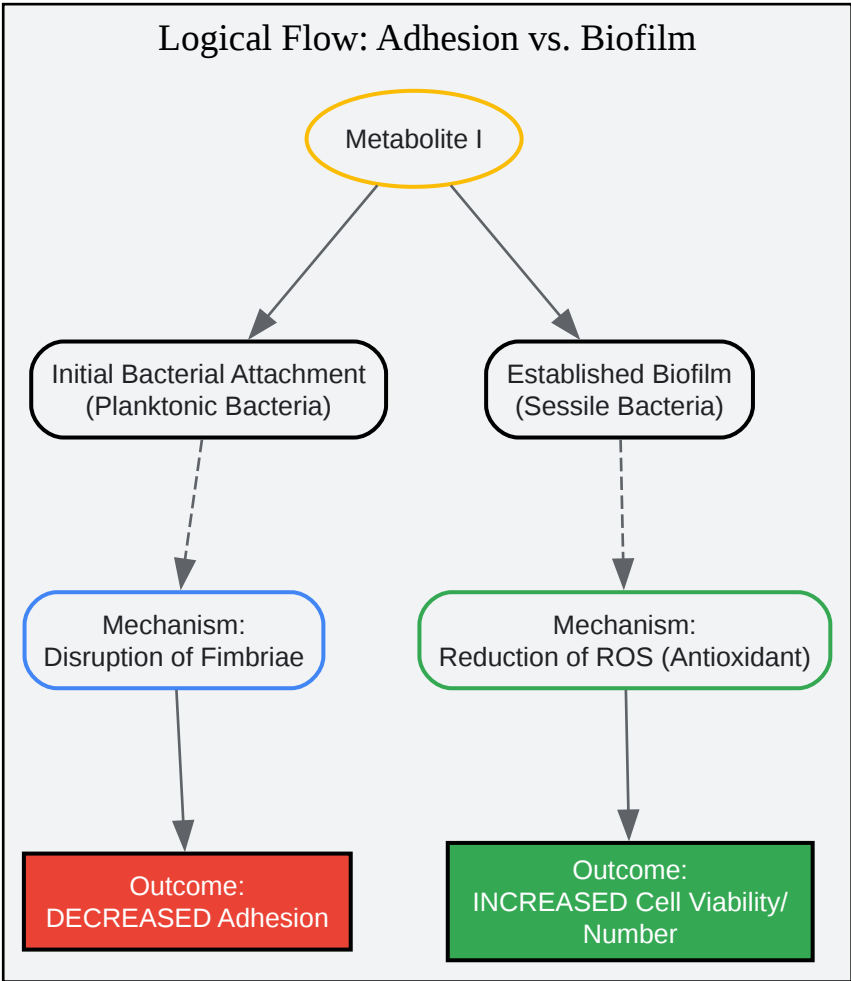 Logical Flow: Adhesion vs. Biofilm
Metabolite I
Initial Bacterial Attachment
(Planktonic Bacteria)
Established Biofilm
(Sessile Bacteria)
Mechanism:
Disruption of Fimbriae
Mechanism:
Reduction of ROS (Antioxidant)
Outcome:
DECREASED Adhesion
Outcome:
INCREASED Cell Viability/
Number